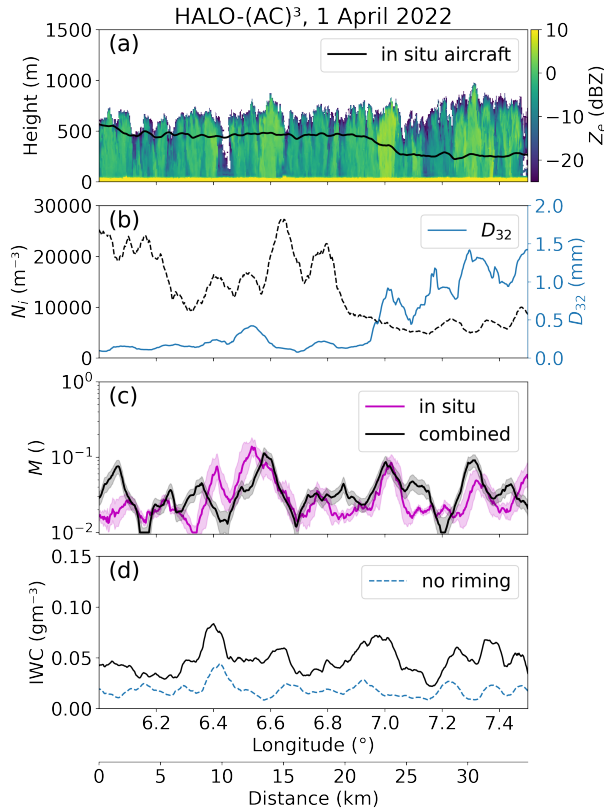 HALO-(AC)³, 1 April 2022
(a)
in situ aircraft
1500
1000
500
0
Height (m)
10
0
−10
−20
Zₑ (dBZ)
(b)
D₃₂
30000
20000
10000
0
Nᵢ (m⁻³)
2.0
1.5
1.0
0.5
0.0
D₃₂ (mm)
(c)
in situ
combined
10⁰
10⁻¹
10⁻²
M ()
(d)
no riming
0.15
0.10
0.05
0.00
IWC (gm⁻³)
6.2 6.4 6.6 6.8 7.0 7.2 7.4
Longitude (°)
0 5 10 15 20 25 30
Distance (km)